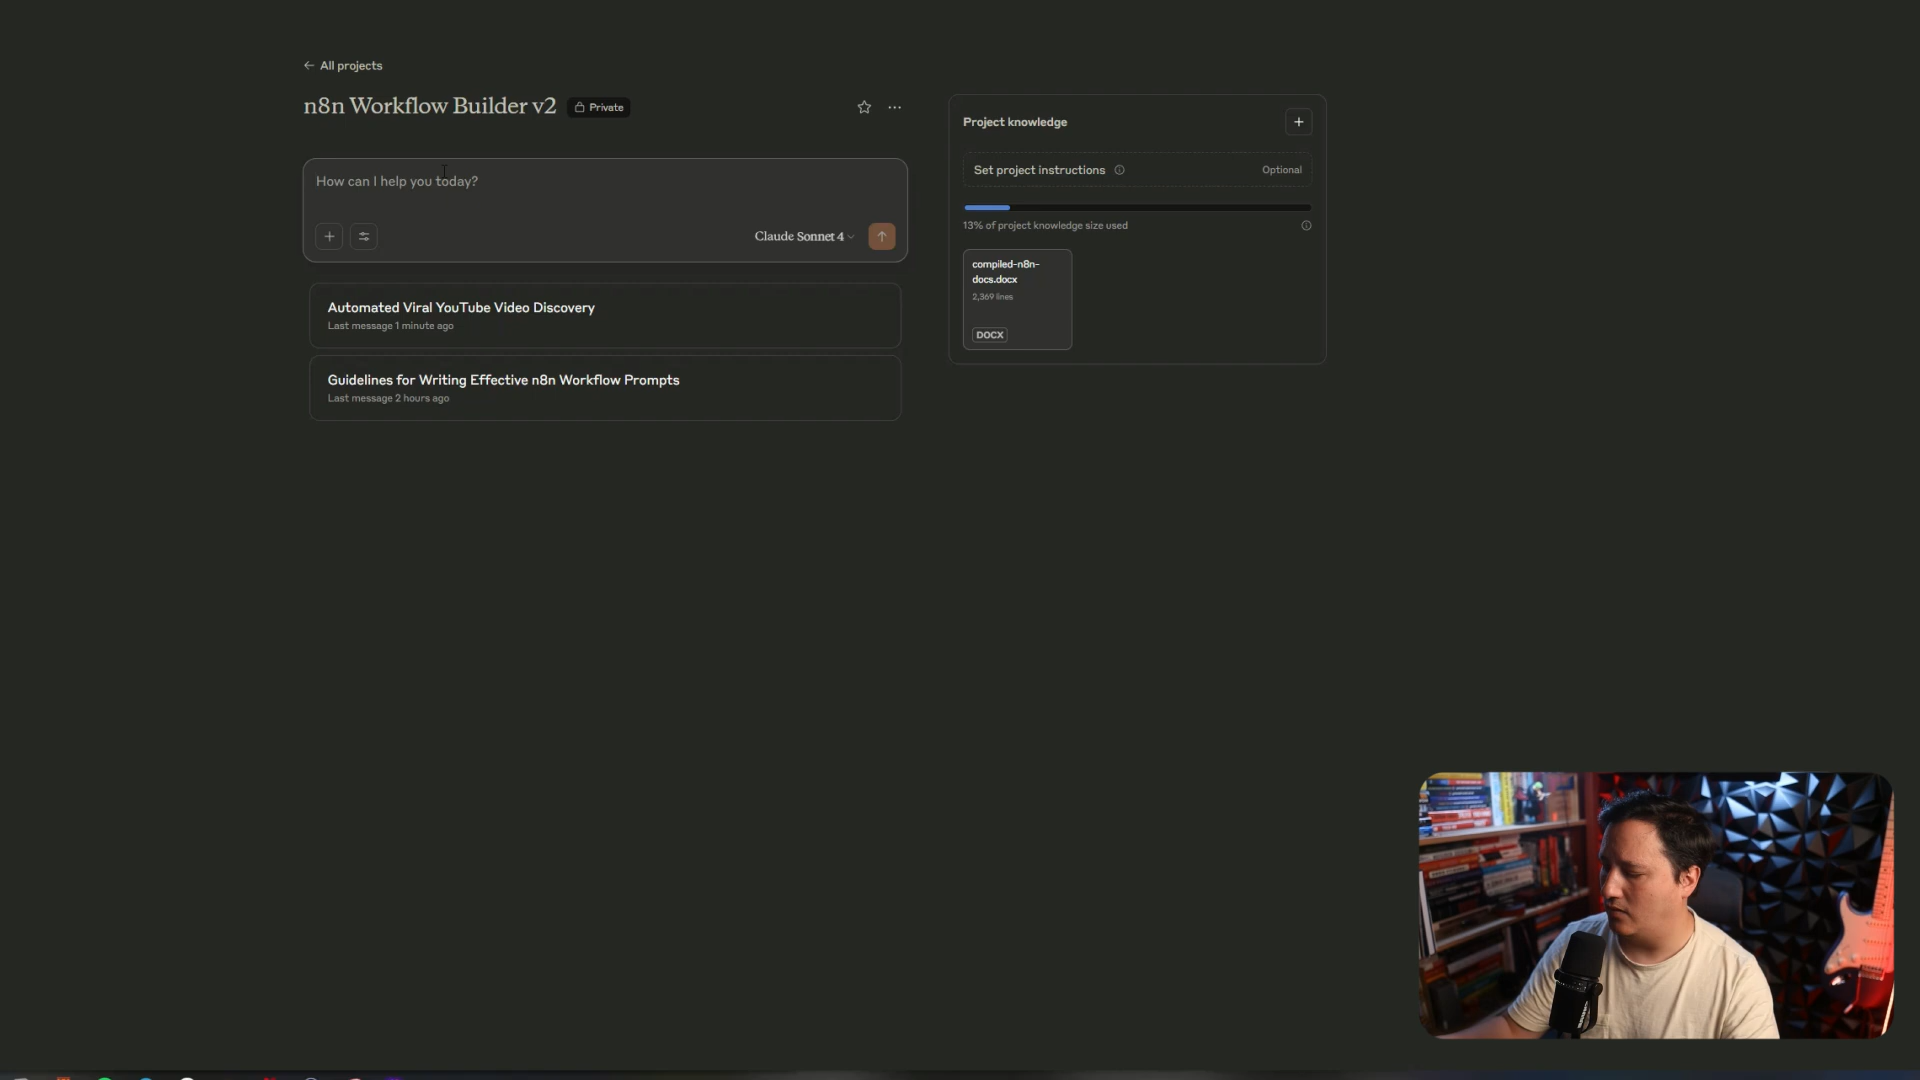 All projects
n8n Workflow Builder v2
Private
How can I help you today?
Claude Sonnet 4
Automated Viral YouTube Video Discovery
Last message 1 minute ago
Guidelines for Writing Effective n8n Workflow Prompts
Last message 2 hours ago
Project knowledge
Set project instructions
Optional
13% of project knowledge size used
compiled-n8n-
docs.docx
2,369 lines
DOCX